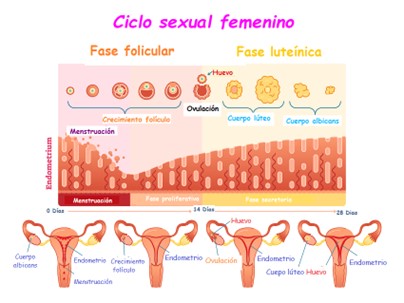 Ciclo sexual femenino
Fase folicular
Fase luteínica
Huevo
Ovulación
Crecimiento folículo
Cuerpo lúteo
Cuerpo albicans
Menstruación
Endometrium
Menstruación
Fase proliferativa
Fase secretoria
0 Días
14 Días
28 Días
Huevo
Cuerpo
albicans
Endometrio
Menstruación
Crecimiento
folículo
Endometrio
Ovulación
Endometrio
Cuerpo lúteo
Huevo
Endometrio